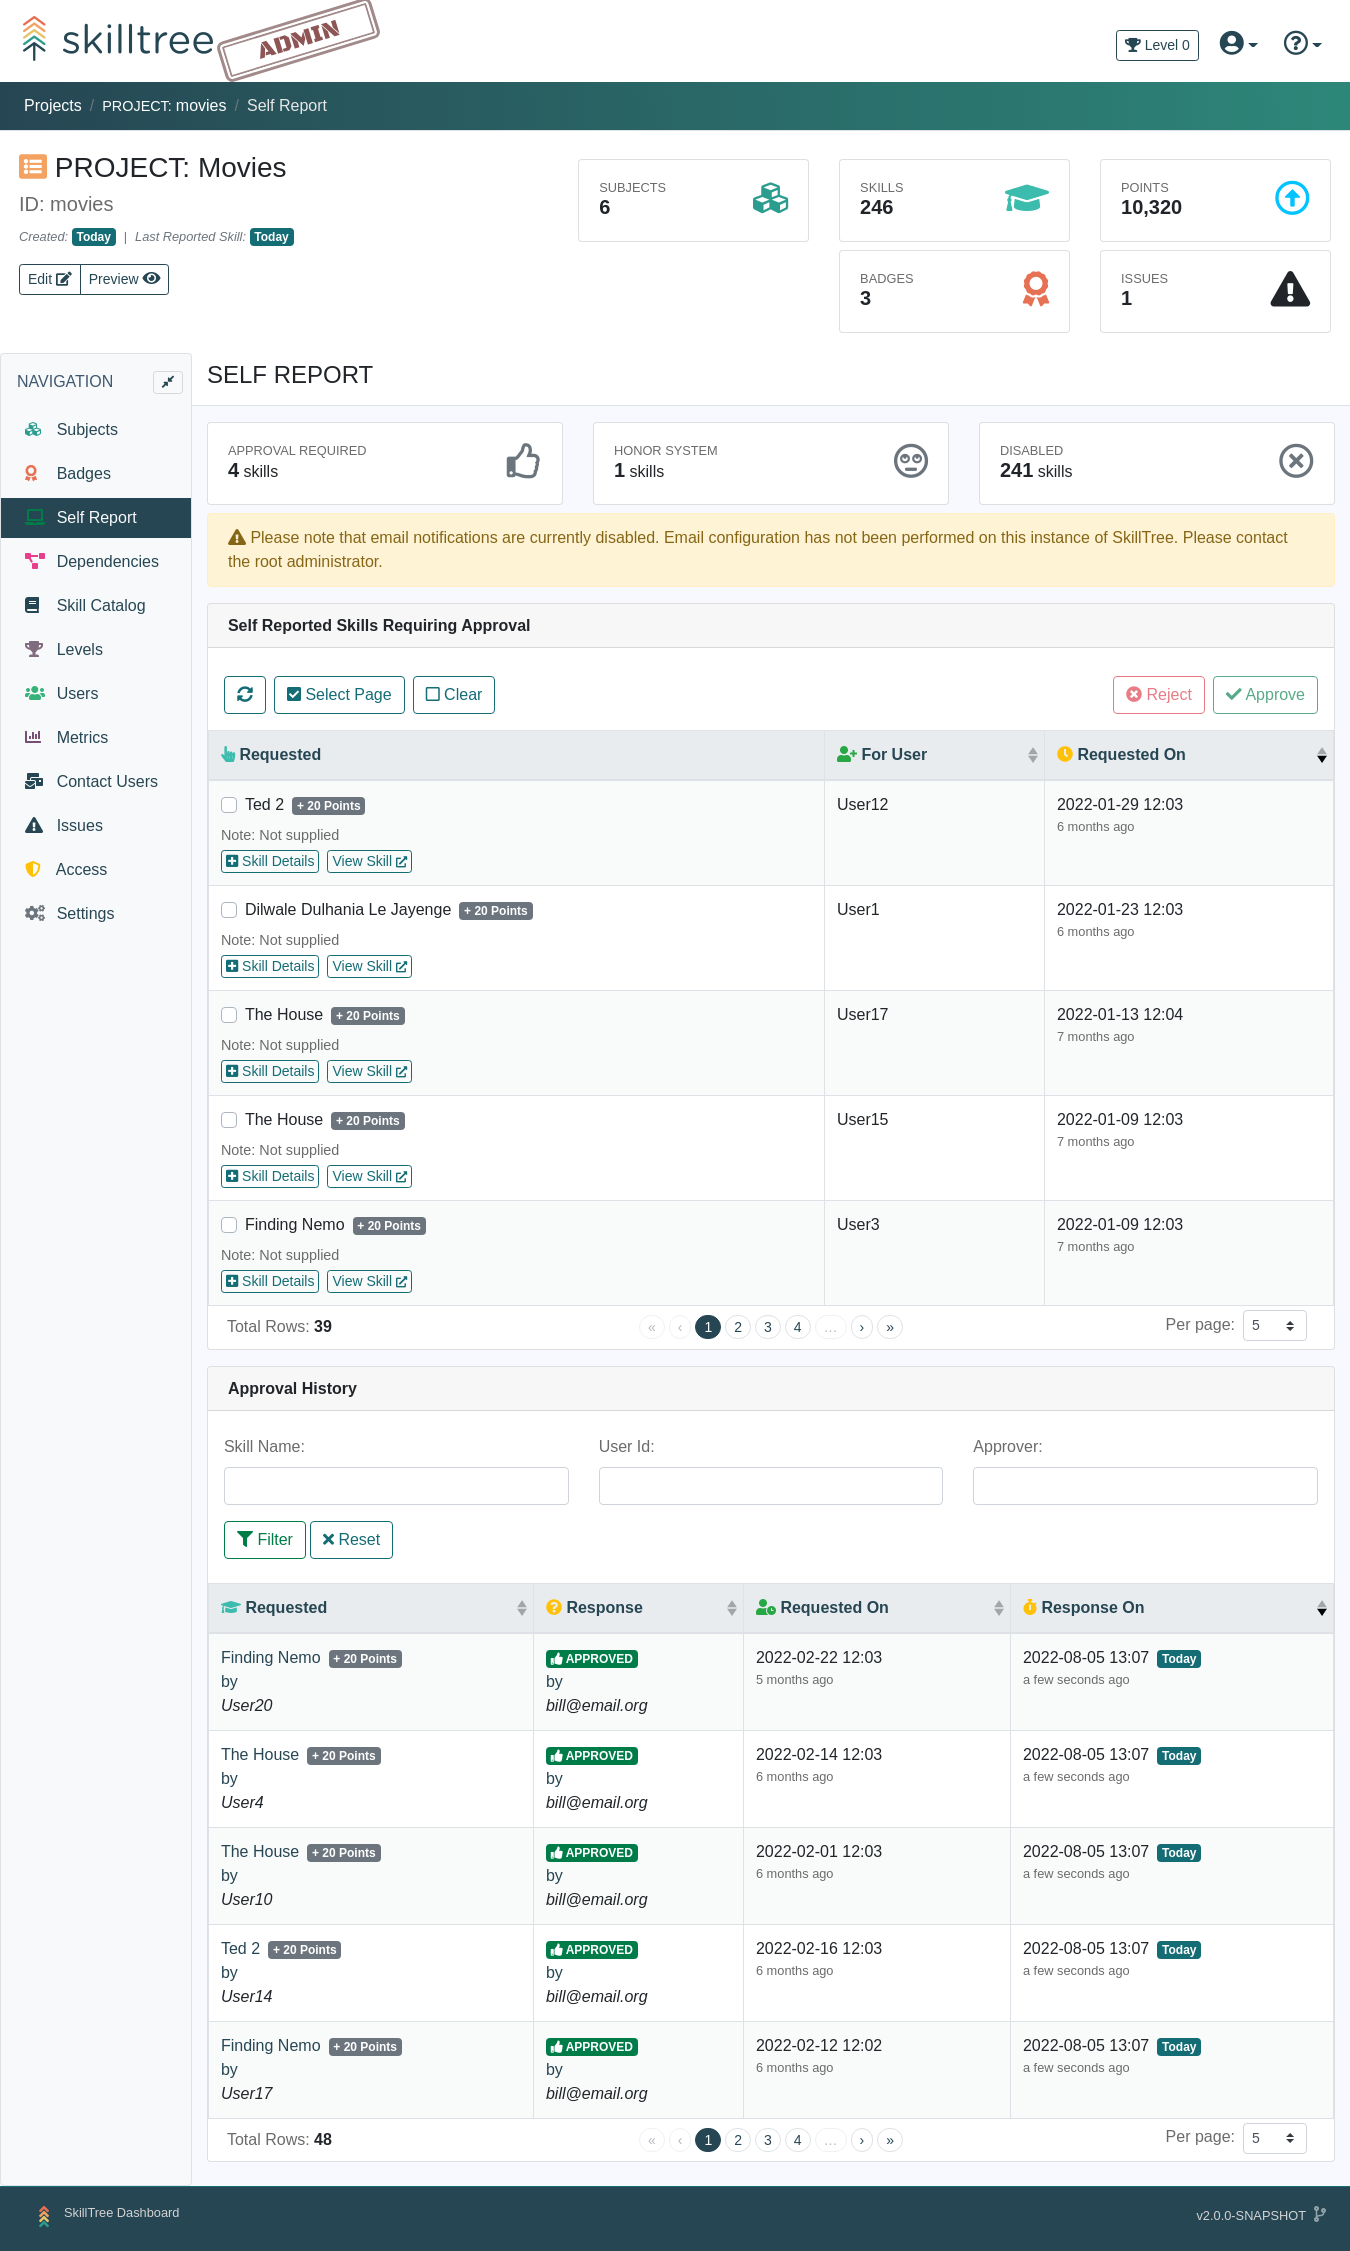 skilltree
ADMIN
Level 0
Projects / PROJECT: movies / Self Report
PROJECT: Movies
ID: movies
Created: Today | Last Reported Skill: Today
Edit Preview
SUBJECTS
6
SKILLS
246
POINTS
10,320
BADGES
3
ISSUES
1
NAVIGATION
Subjects
Badges
Self Report
Dependencies
Skill Catalog
Levels
Users
Metrics
Contact Users
Issues
Access
Settings
SELF REPORT
APPROVAL REQUIRED
4 skills
HONOR SYSTEM
1 skills
DISABLED
241 skills
Please note that email notifications are currently disabled. Email configuration has not been performed on this instance of SkillTree. Please contact
the root administrator.
Self Reported Skills Requiring Approval
Select Page Clear Reject Approve
Requested For User Requested On
Ted 2 + 20 Points User12 2022-01-29 12:03
6 months ago
Note: Not supplied
Skill Details View Skill
Dilwale Dulhania Le Jayenge + 20 Points User1 2022-01-23 12:03
6 months ago
Note: Not supplied
Skill Details View Skill
The House + 20 Points User17 2022-01-13 12:04
7 months ago
Note: Not supplied
Skill Details View Skill
The House + 20 Points User15 2022-01-09 12:03
7 months ago
Note: Not supplied
Skill Details View Skill
Finding Nemo + 20 Points User3 2022-01-09 12:03
7 months ago
Note: Not supplied
Skill Details View Skill
Total Rows: 39 « ‹ 1 2 3 4 … › » Per page: 5
Approval History
Skill Name: User Id: Approver:
Filter Reset
Requested Response Requested On Response On
Finding Nemo + 20 Points APPROVED 2022-02-22 12:03 2022-08-05 13:07 Today
by by 5 months ago a few seconds ago
User20 bill@email.org
The House + 20 Points APPROVED 2022-02-14 12:03 2022-08-05 13:07 Today
by by 6 months ago a few seconds ago
User4 bill@email.org
The House + 20 Points APPROVED 2022-02-01 12:03 2022-08-05 13:07 Today
by by 6 months ago a few seconds ago
User10 bill@email.org
Ted 2 + 20 Points APPROVED 2022-02-16 12:03 2022-08-05 13:07 Today
by by 6 months ago a few seconds ago
User14 bill@email.org
Finding Nemo + 20 Points APPROVED 2022-02-12 12:02 2022-08-05 13:07 Today
by by 6 months ago a few seconds ago
User17 bill@email.org
Total Rows: 48 « ‹ 1 2 3 4 … › » Per page: 5
SkillTree Dashboard v2.0.0-SNAPSHOT